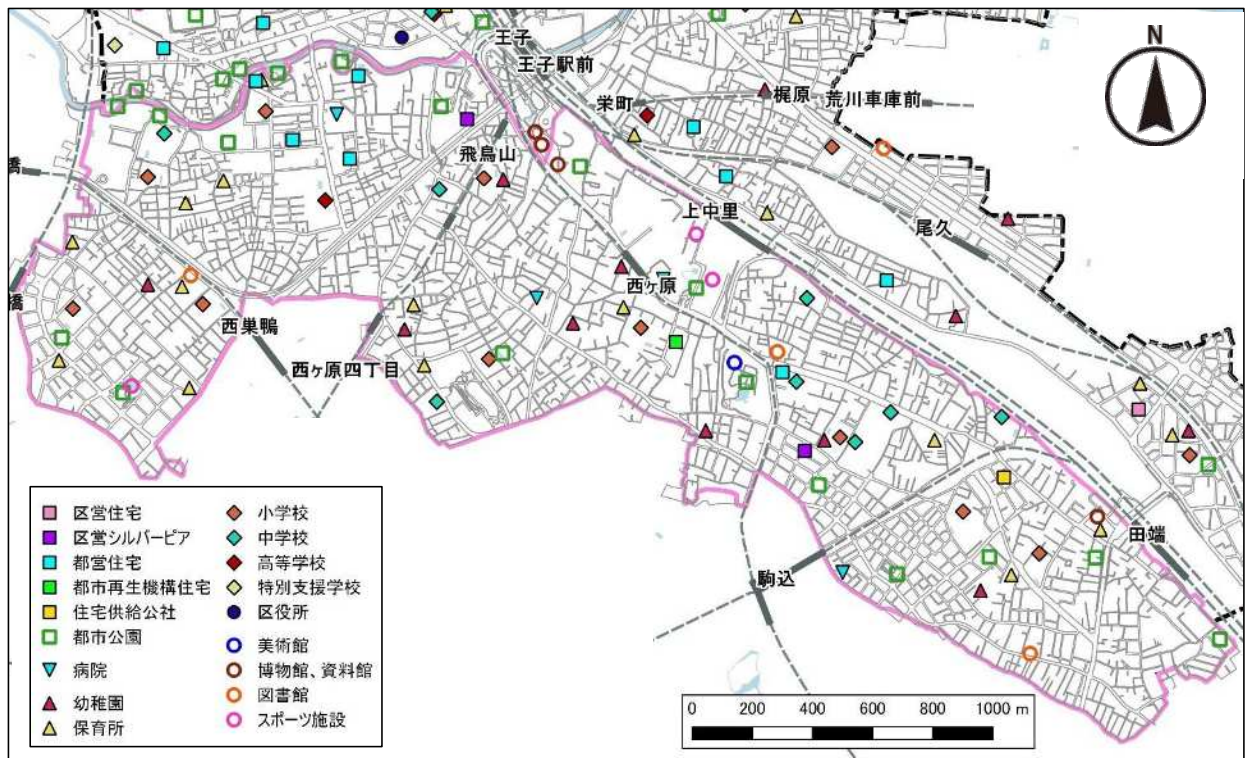 N
王子
王子駅前
栄町
梶原
荒川車庫前
飛鳥山
橋
上中里
尾久
西ヶ原
橋
西巣鴨
西ヶ原四丁目
田端
駒込
区営住宅
区営シルバーピア
都営住宅
都市再生機構住宅
住宅供給公社
都市公園
病院
幼稚園
保育所
小学校
中学校
高等学校
特別支援学校
区役所
美術館
博物館、資料館
図書館
スポーツ施設
0 200 400 600 800 1000 m